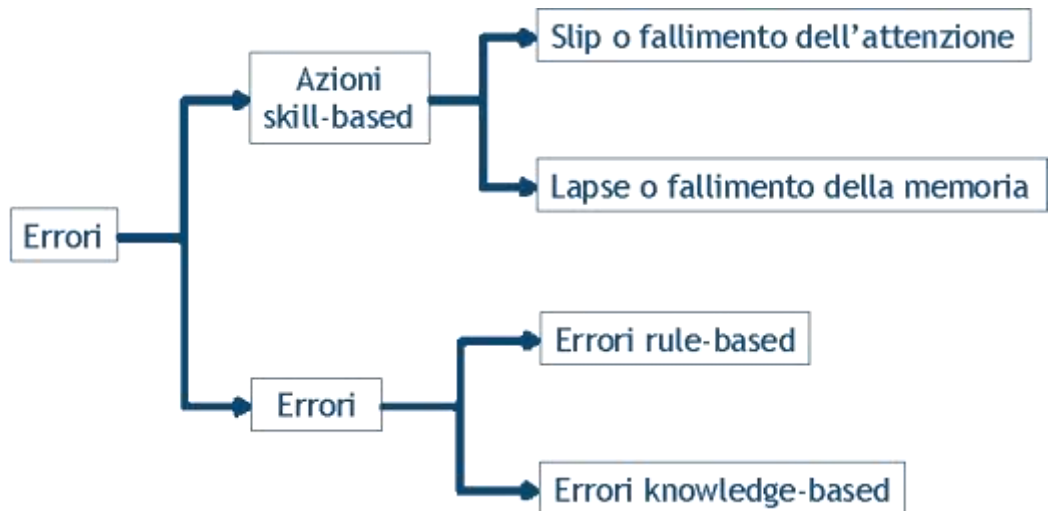 Slip o fallimento dell'attenzione
Azioni
skill-based
Lapse o fallimento della memoria
Errori
Errori rule-based
Errori
Errori knowledge-based